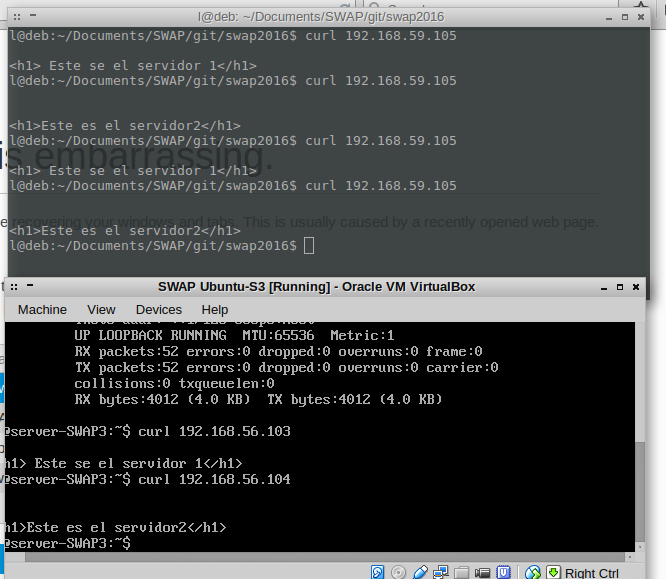 l@deb: ~/Documents/SWAP/git/swap2016
l@deb:~/Documents/SWAP/git/swap2016$ curl 192.168.59.105
<h1> Este se el servidor 1</h1>
l@deb:~/Documents/SWAP/git/swap2016$ curl 192.168.59.105
<h1>Este es el servidor2</h1>
l@deb:~/Documents/SWAP/git/swap2016$ curl 192.168.59.105
is embarrassing.
<h1> Este se el servidor 1</h1>
l@deb:~/Documents/SWAP/git/swap2016$ curl 192.168.59.105
e recovering your windows and tabs. This is usually caused by a recently opened web page.
<h1>Este es el servidor2</h1>
l@deb:~/Documents/SWAP/git/swap2016$
SWAP Ubuntu-S3 [Running] - Oracle VM VirtualBox
Machine View Devices Help
UP LOOPBACK RUNNING MTU:65536 Metric:1
RX packets:52 errors:0 dropped:0 overruns:0 frame:0
TX packets:52 errors:0 dropped:0 overruns:0 carrier:0
collisions:0 txqueuelen:0
RX bytes:4012 (4.0 KB) TX bytes:4012 (4.0 KB)
@server-SWAP3:~$ curl 192.168.56.103
h1> Este se el servidor 1</h1>
@server-SWAP3:~$ curl 192.168.56.104
h1>Este es el servidor2</h1>
@server-SWAP3:~$
Right Ctrl